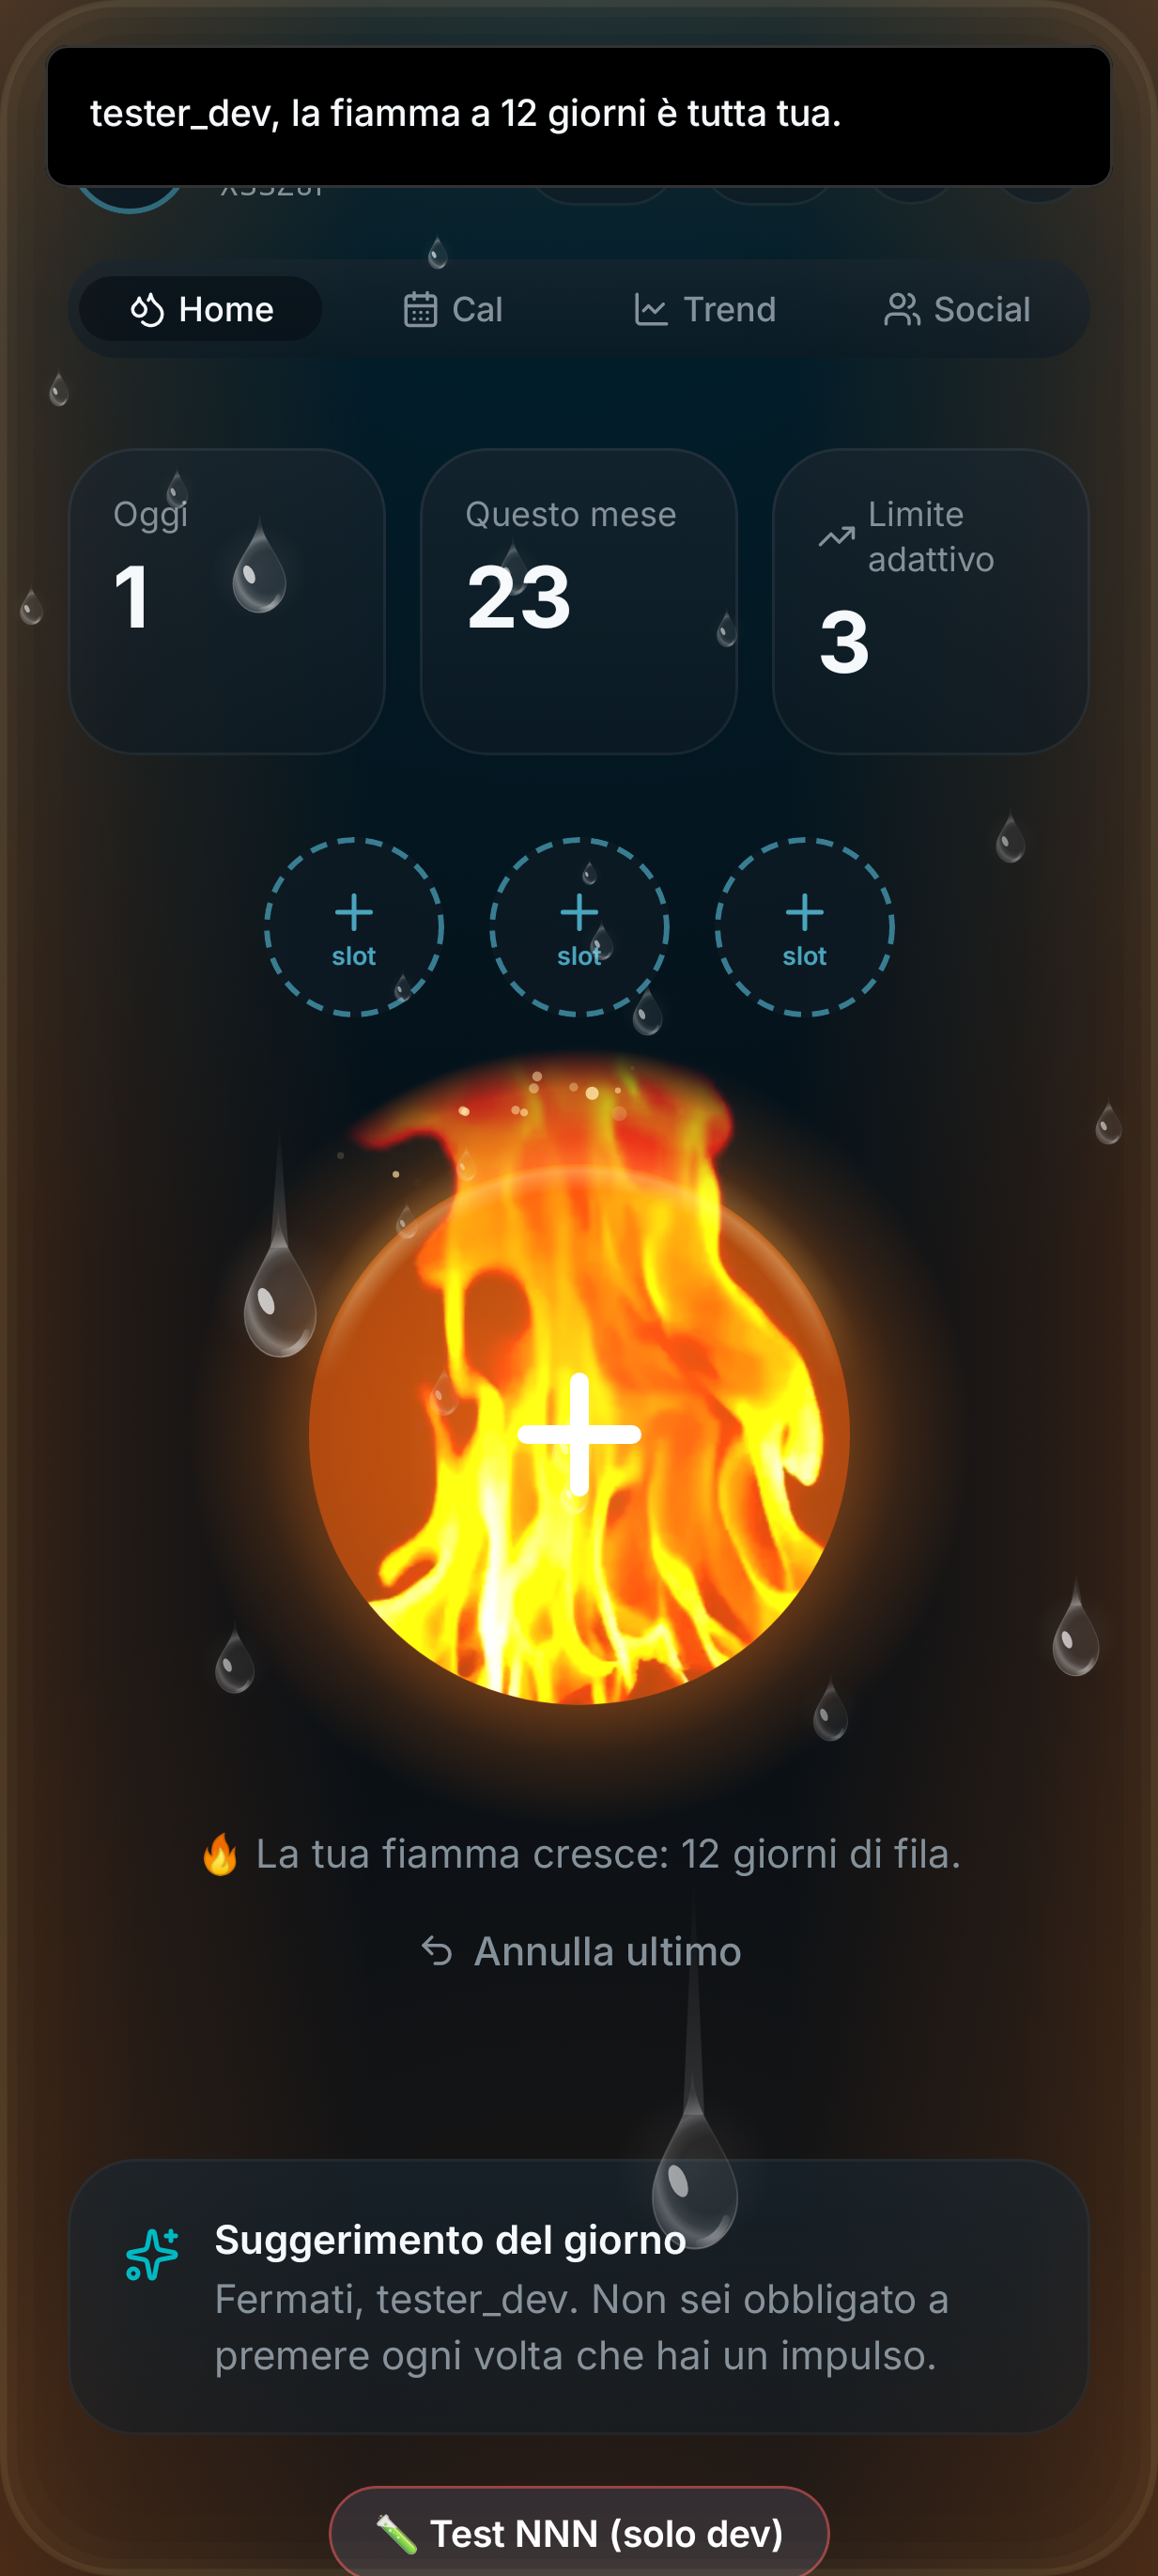 tester_dev, la fiamma a 12 giorni è tutta tua.
Home
Cal
Trend
Social
Oggi
1
Questo mese
23
Limite
adattivo
3
slot
slot
slot
🔥 La tua fiamma cresce: 12 giorni di fila.
Annulla ultimo
Suggerimento del giorno
Fermati, tester_dev. Non sei obbligato a
premere ogni volta che hai un impulso.
Test NNN (solo dev)